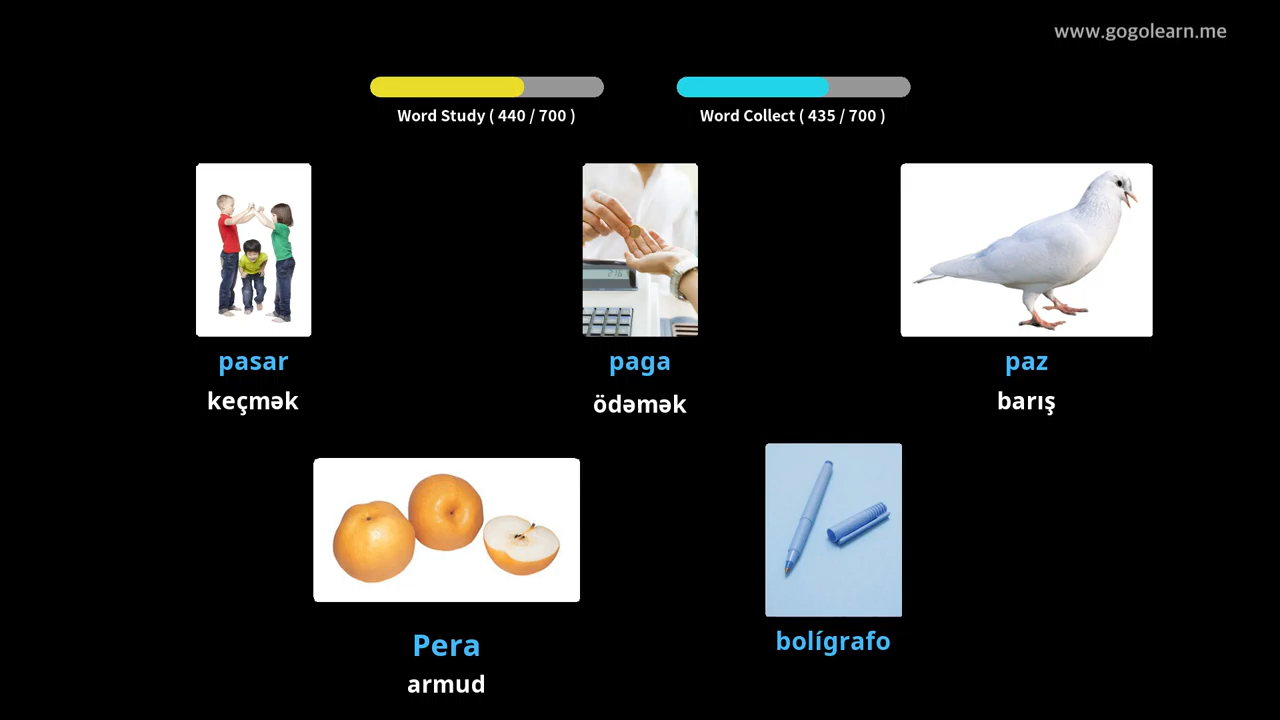 www.gogolearn.me
Word Study ( 440 / 700 )
Word Collect ( 435 / 700 )
pasar
keçmək
paga
ödəmək
paz
barış
Pera
armud
bolígrafo